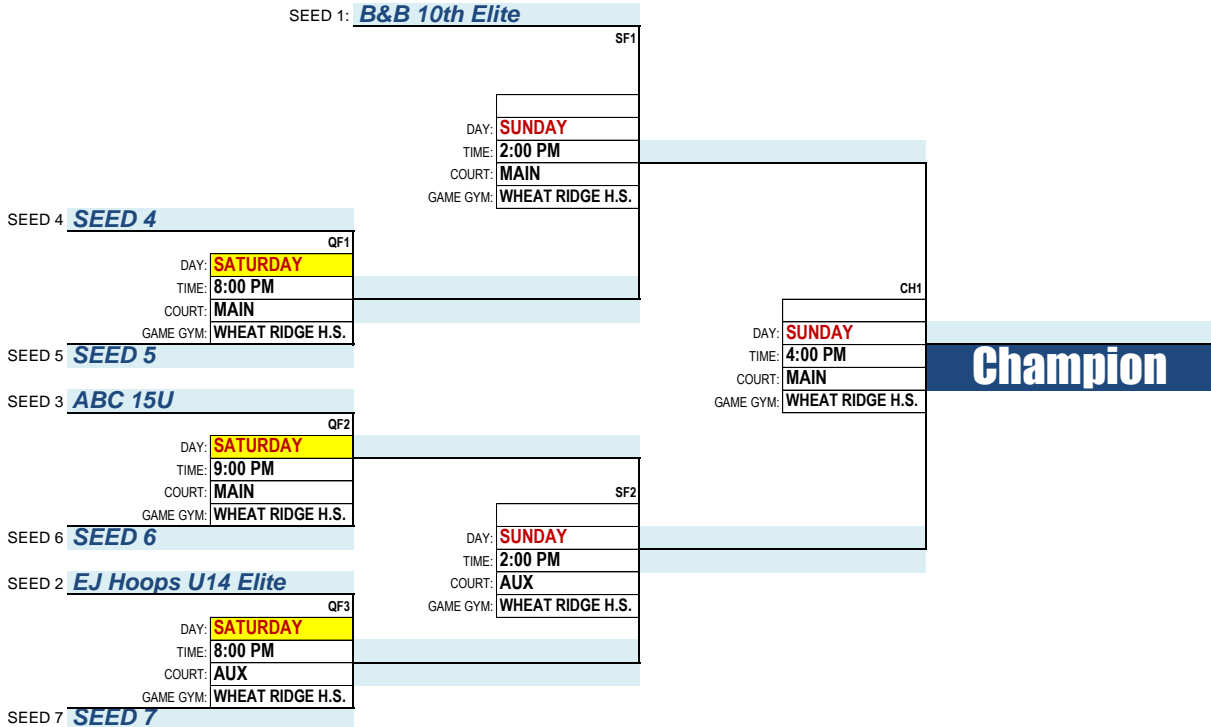 SEED 1: B&B 10th Elite
SF1
DAY: SUNDAY
TIME: 2:00 PM
COURT: MAIN
GAME GYM: WHEAT RIDGE H.S.
SEED 4 SEED 4
QF1
DAY: SATURDAY
TIME: 8:00 PM
COURT: MAIN
GAME GYM: WHEAT RIDGE H.S.
SEED 5 SEED 5
CH1
DAY: SUNDAY
TIME: 4:00 PM
COURT: MAIN
GAME GYM: WHEAT RIDGE H.S.
Champion
SEED 3 ABC 15U
QF2
DAY: SATURDAY
TIME: 9:00 PM
COURT: MAIN
GAME GYM: WHEAT RIDGE H.S.
SEED 6 SEED 6
SF2
DAY: SUNDAY
TIME: 2:00 PM
COURT: AUX
GAME GYM: WHEAT RIDGE H.S.
SEED 2 EJ Hoops U14 Elite
QF3
DAY: SATURDAY
TIME: 8:00 PM
COURT: AUX
GAME GYM: WHEAT RIDGE H.S.
SEED 7 SEED 7